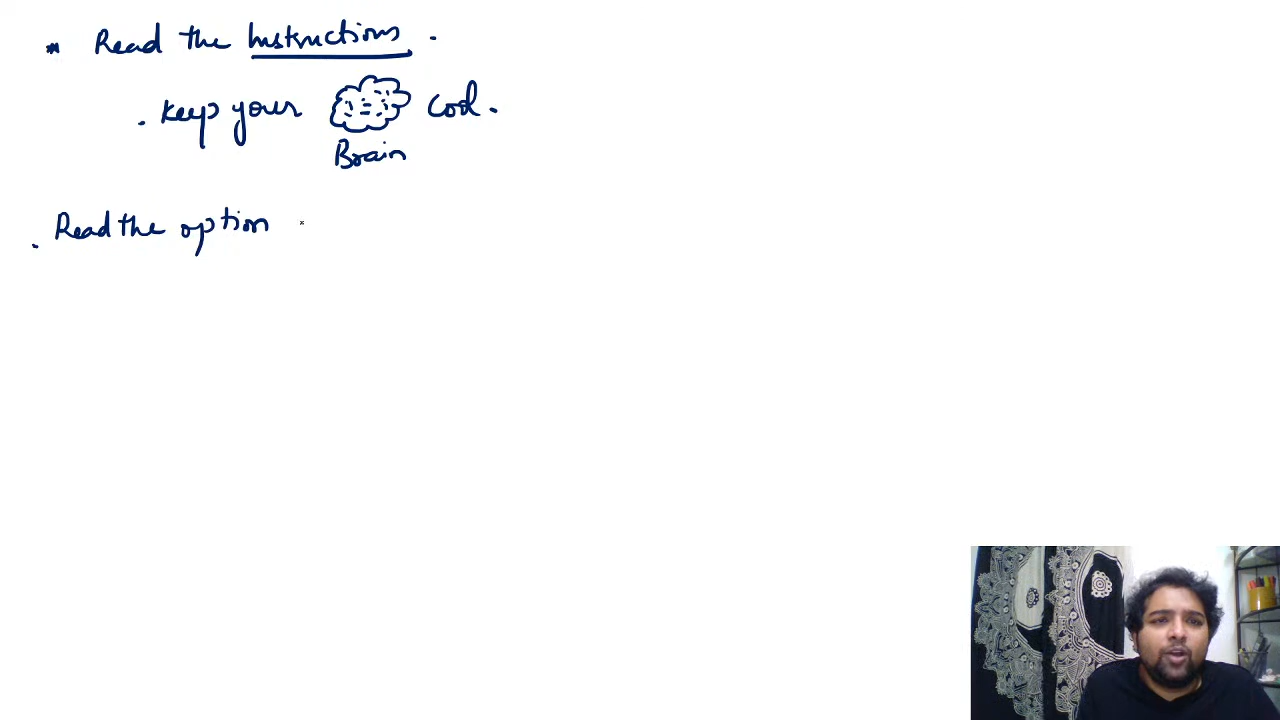 * Read the Instructions .
. keep your cool.
Brain
. Read the option